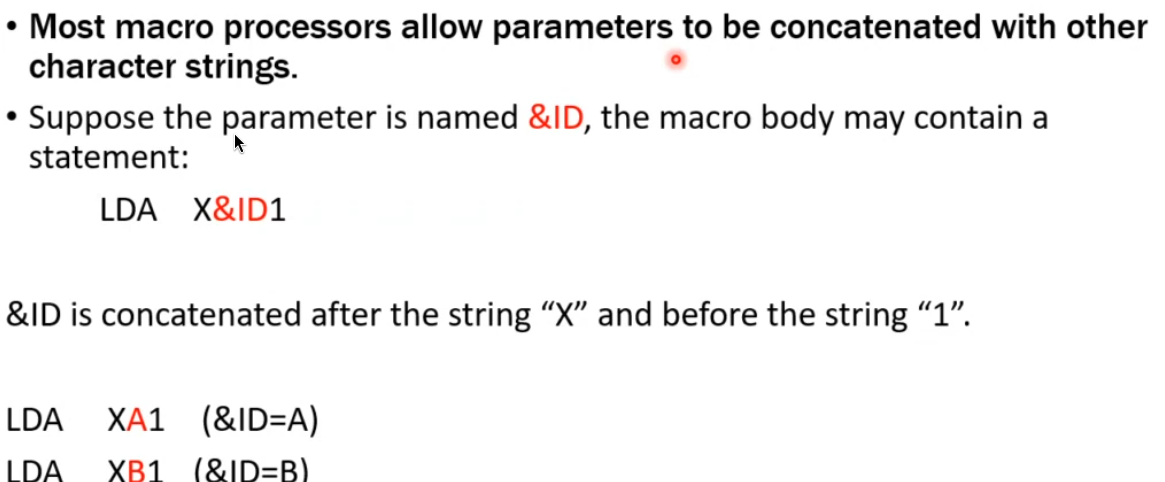 • Most macro processors allow parameters to be concatenated with other
character strings.
• Suppose the parameter is named &ID, the macro body may contain a
statement:
LDA X&ID1
&ID is concatenated after the string “X” and before the string “1”.
LDA XA1 (&ID=A)
LDA XB1 (&ID=B)